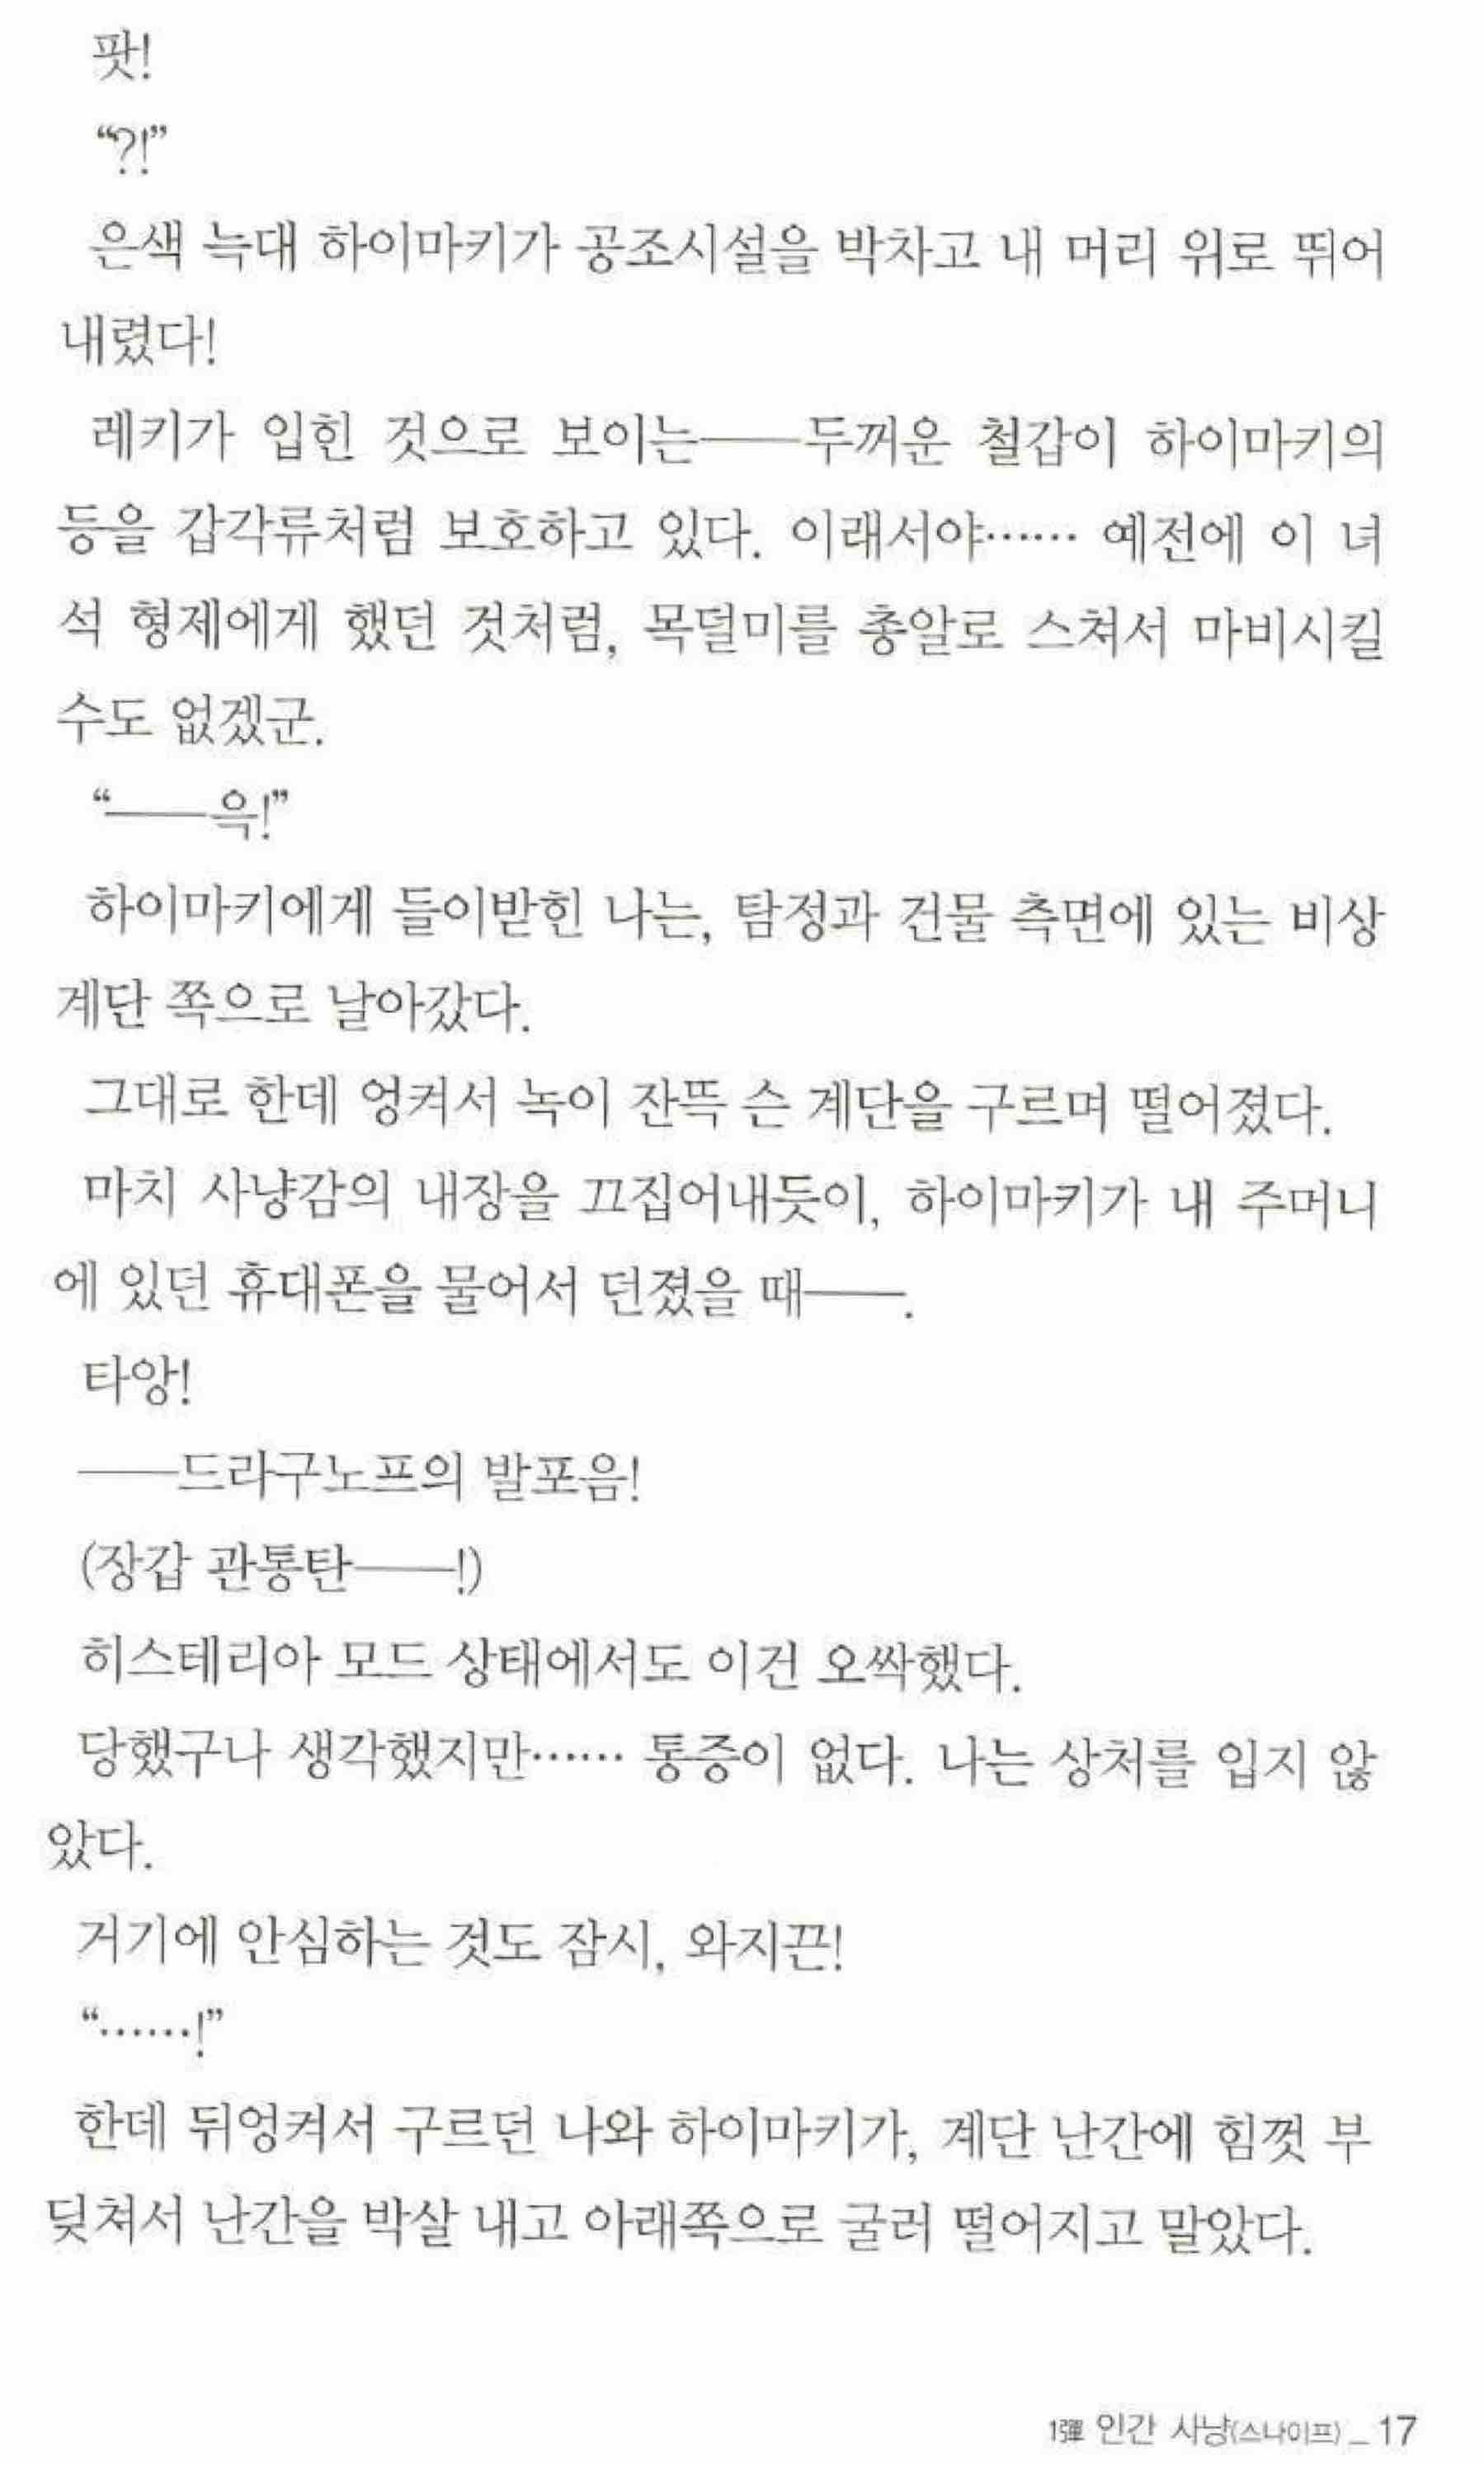 팟!
“?!”
은색 늑대 하이마키가 공조시설을 박차고 내 머리 위로 뛰어
내렸다!
레키가 입힌 것으로 보이는──두꺼운 철갑이 하이마키의
등을 갑각류처럼 보호하고 있다. 이래서야…… 예전에 이 녀
석 형제에게 했던 것처럼, 목덜미를 총알로 스쳐서 마비시킬
수도 없겠군.
“──윽!”
하이마키에게 들이받힌 나는, 탐정과 건물 측면에 있는 비상
계단 쪽으로 날아갔다.
그대로 한데 엉켜서 녹이 잔뜩 슨 계단을 구르며 떨어졌다.
마치 사냥감의 내장을 끄집어내듯이, 하이마키가 내 주머니
에 있던 휴대폰을 물어서 던졌을 때──.
타앙!
──드라구노프의 발포음!
(장갑 관통탄──!)
히스테리아 모드 상태에서도 이건 오싹했다.
당했구나 생각했지만…… 통증이 없다. 나는 상처를 입지 않
았다.
거기에 안심하는 것도 잠시, 와지끈!
“……!”
한데 뒤엉켜서 구르던 나와 하이마키가, 계단 난간에 힘껏 부
딪쳐서 난간을 박살 내고 아래쪽으로 굴러 떨어지고 말았다.
1彈 인간 사냥(스나이프) _ 17